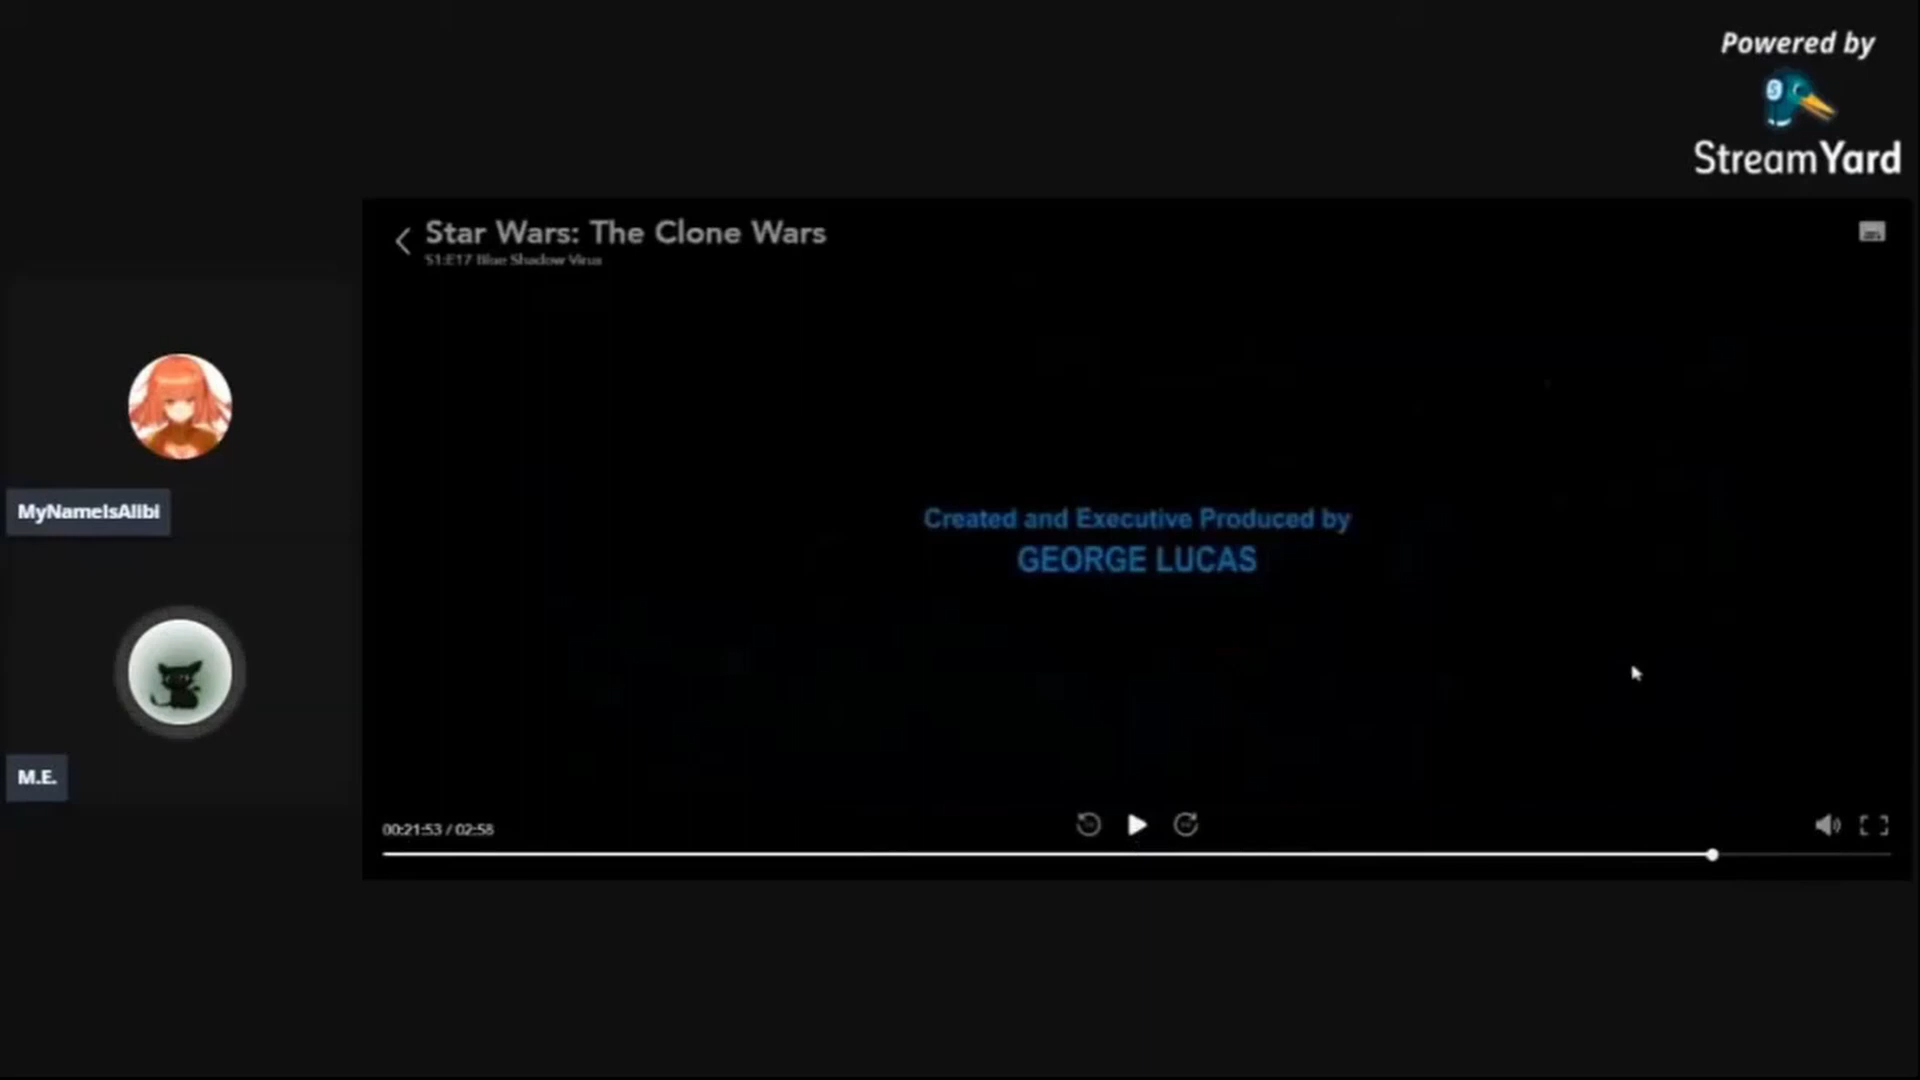 Powered by
StreamYard
Star Wars: The Clone Wars
S1:E17 Blue Shadow Virus
MyNameIsAlibi
Created and Executive Produced by
GEORGE LUCAS
M.E.
00:21:53 / 02:58